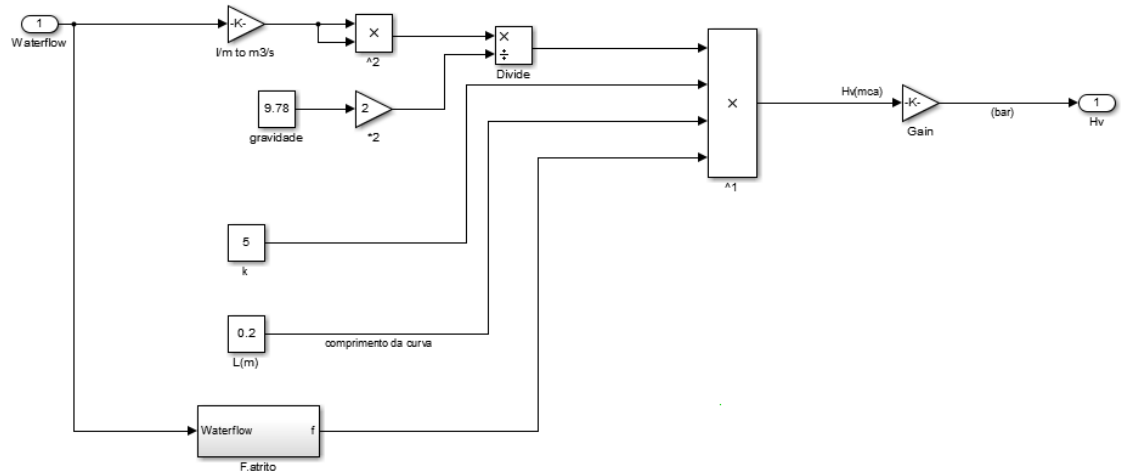 1
Waterflow
-K-
l/m to m3/s
×
^2
×
÷
Divide
9.78
gravidade
2
*2
×
^1
Hv(mca)
-K-
Gain
(bar)
1
Hv
5
k
0.2
L(m)
comprimento da curva
Waterflow f
F.atrito